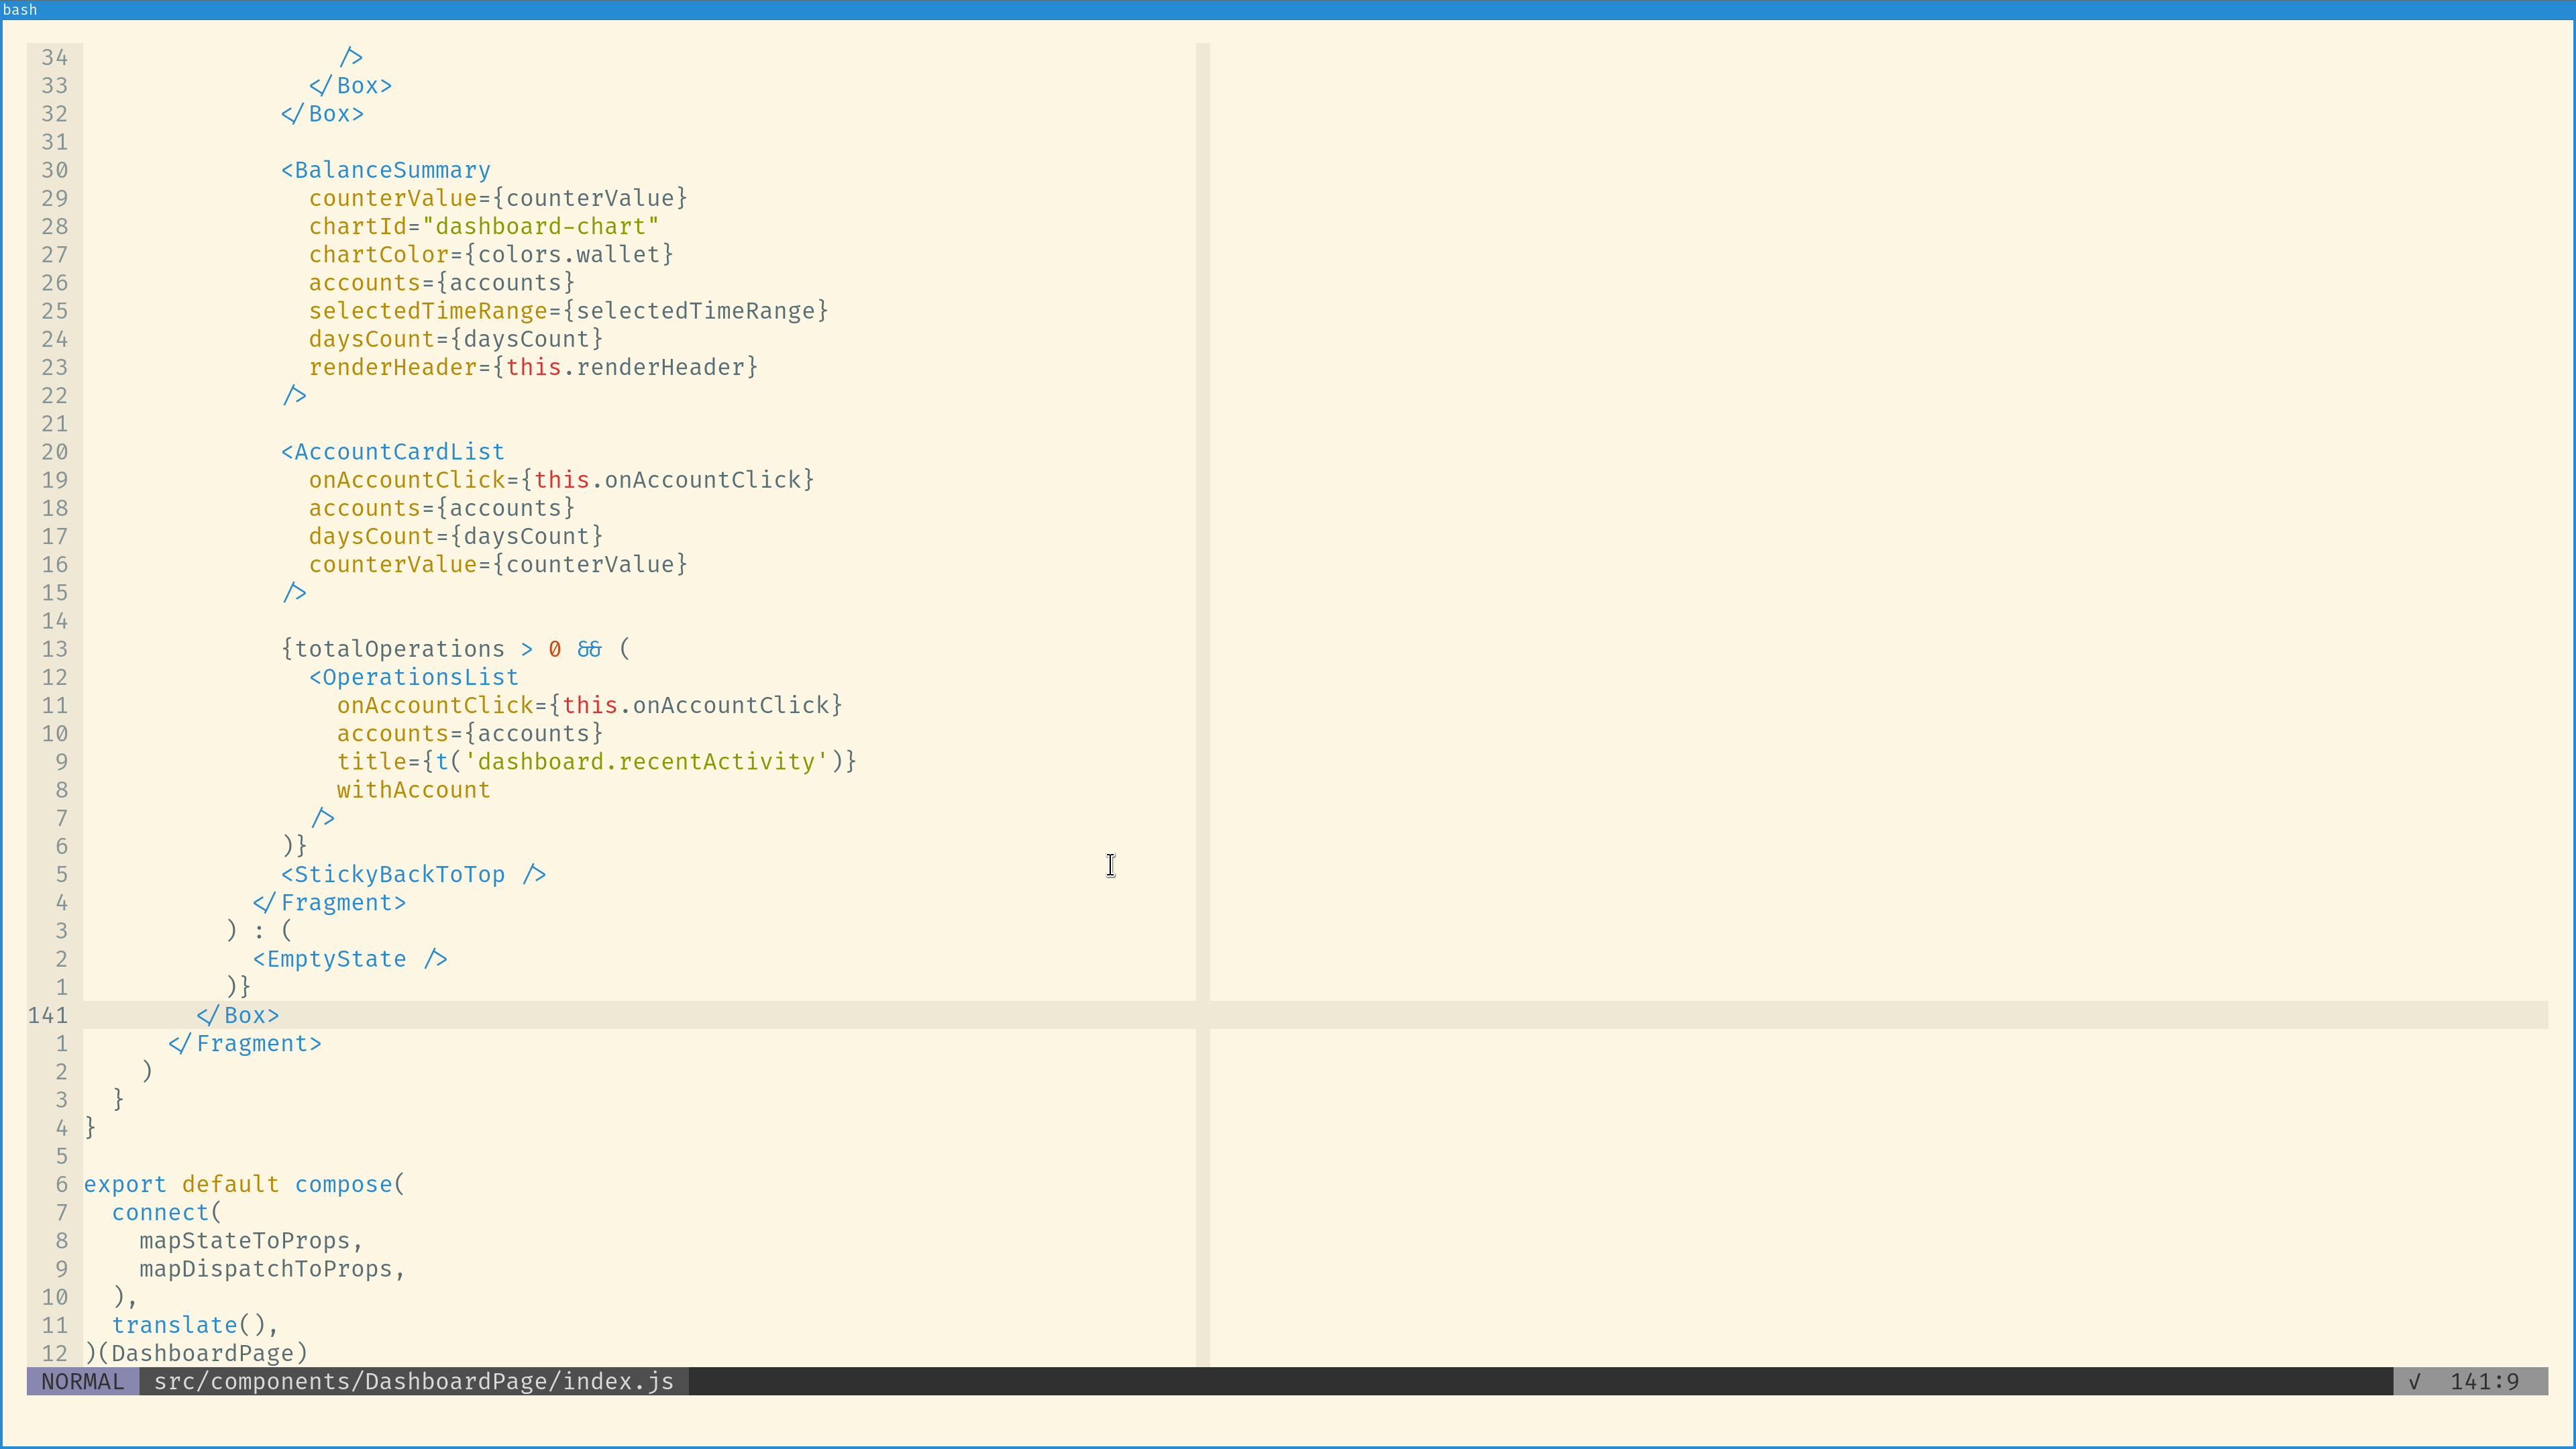 bash
34                   />
33                 </Box>
32               </Box>
31
30               <BalanceSummary
29                 counterValue={counterValue}
28                 chartId="dashboard-chart"
27                 chartColor={colors.wallet}
26                 accounts={accounts}
25                 selectedTimeRange={selectedTimeRange}
24                 daysCount={daysCount}
23                 renderHeader={this.renderHeader}
22               />
21
20               <AccountCardList
19                 onAccountClick={this.onAccountClick}
18                 accounts={accounts}
17                 daysCount={daysCount}
16                 counterValue={counterValue}
15               />
14
13               {totalOperations > 0 && (
12                 <OperationsList
11                   onAccountClick={this.onAccountClick}
10                   accounts={accounts}
9                   title={t('dashboard.recentActivity')}
8                   withAccount
7                 />
6               )}
5               <StickyBackToTop />
4             </Fragment>
3           ) : (
2             <EmptyState />
1           )}
141         </Box>
1       </Fragment>
2     )
3   }
4 }
5
6 export default compose(
7   connect(
8     mapStateToProps,
9     mapDispatchToProps,
10   ),
11   translate(),
12 )(DashboardPage)
NORMAL src/components/DashboardPage/index.js √ 141:9